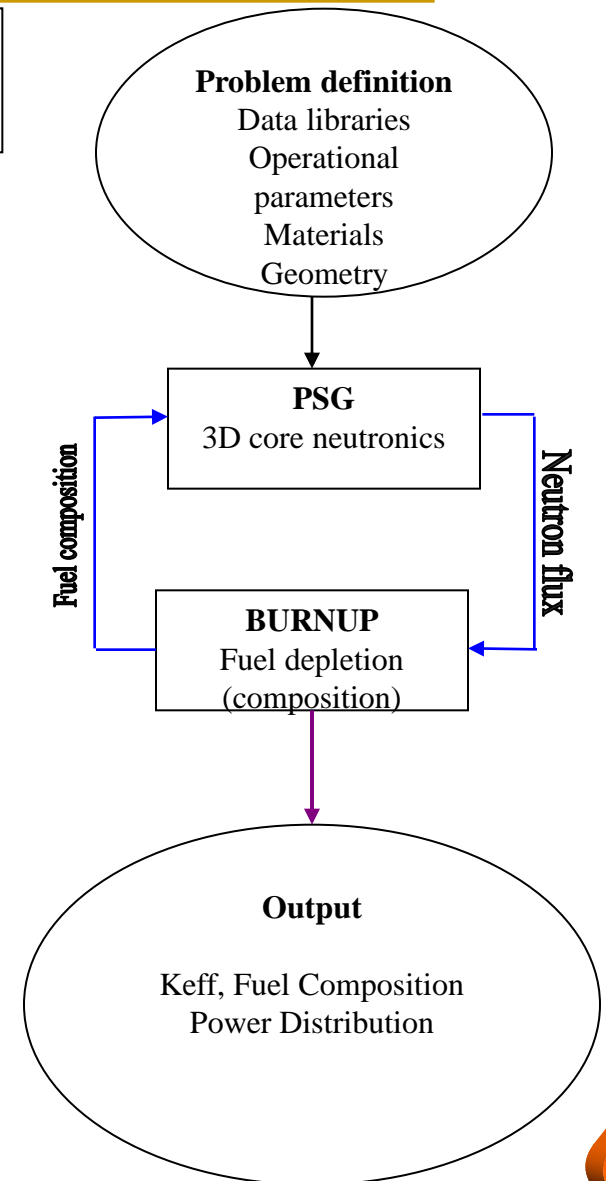 Problem definition
Data libraries
Operational
parameters
Materials
Geometry
PSG
3D core neutronics
Fuel composition
Neutron flux
BURNUP
Fuel depletion
(composition)
Output
Keff, Fuel Composition
Power Distribution